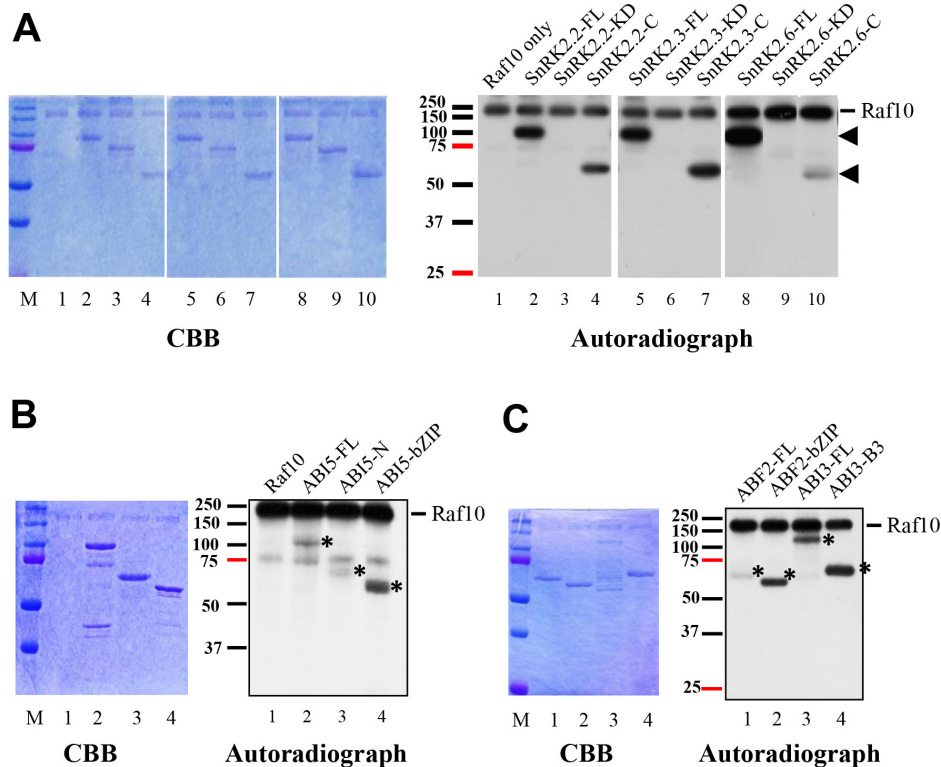 A
Raf10 only
SnRK2.2-FL
SnRK2.2-KD
SnRK2.2-C
SnRK2.3-FL
SnRK2.3-KD
SnRK2.3-C
SnRK2.6-FL
SnRK2.6-KD
SnRK2.6-C
250
150
100
75
50
37
25
Raf10
M 1 2 3 4 5 6 7 8 9 10
1 2 3 4 5 6 7 8 9 10
CBB
Autoradiograph
B
Raf10
ABI5-FL
ABI5-N
ABI5-bZIP
250
150
100
75
50
37
Raf10
*
*
*
M 1 2 3 4
1 2 3 4
CBB
Autoradiograph
C
ABF2-FL
ABF2-bZIP
ABI3-FL
ABI3-B3
250
150
100
75
50
37
25
Raf10
*
* * *
M 1 2 3 4
1 2 3 4
CBB
Autoradiograph